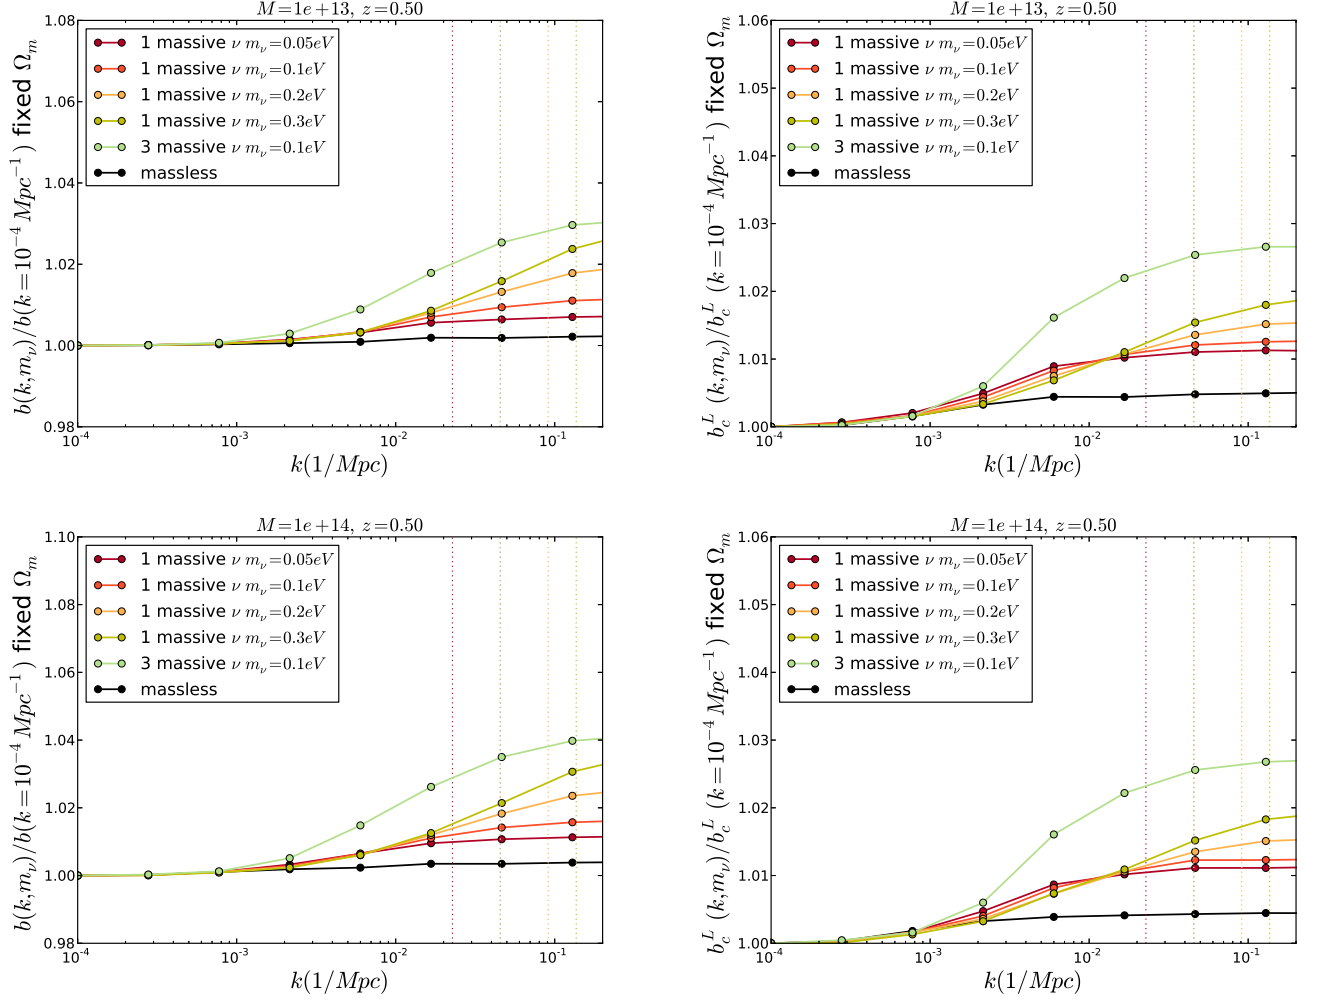 M=1e+13, z=0.50
b(k,m_ν)/b(k=10^-4 Mpc^-1) fixed Ω_m
1.08
1.06
1.04
1.02
1.00
0.98
1 massive ν m_ν=0.05eV
1 massive ν m_ν=0.1eV
1 massive ν m_ν=0.2eV
1 massive ν m_ν=0.3eV
3 massive ν m_ν=0.1eV
massless
10^-4 10^-3 10^-2 10^-1
k(1/Mpc)
M=1e+13, z=0.50
b_c^L (k,m_ν)/b_c^L (k=10^-4 Mpc^-1) fixed Ω_m
1.06
1.05
1.04
1.03
1.02
1.01
1.00
1 massive ν m_ν=0.05eV
1 massive ν m_ν=0.1eV
1 massive ν m_ν=0.2eV
1 massive ν m_ν=0.3eV
3 massive ν m_ν=0.1eV
massless
10^-4 10^-3 10^-2 10^-1
k(1/Mpc)
M=1e+14, z=0.50
b(k,m_ν)/b(k=10^-4 Mpc^-1) fixed Ω_m
1.10
1.08
1.06
1.04
1.02
1.00
0.98
1 massive ν m_ν=0.05eV
1 massive ν m_ν=0.1eV
1 massive ν m_ν=0.2eV
1 massive ν m_ν=0.3eV
3 massive ν m_ν=0.1eV
massless
10^-4 10^-3 10^-2 10^-1
k(1/Mpc)
M=1e+14, z=0.50
b_c^L (k,m_ν)/b_c^L (k=10^-4 Mpc^-1) fixed Ω_m
1.06
1.05
1.04
1.03
1.02
1.01
1.00
1 massive ν m_ν=0.05eV
1 massive ν m_ν=0.1eV
1 massive ν m_ν=0.2eV
1 massive ν m_ν=0.3eV
3 massive ν m_ν=0.1eV
massless
10^-4 10^-3 10^-2 10^-1
k(1/Mpc)